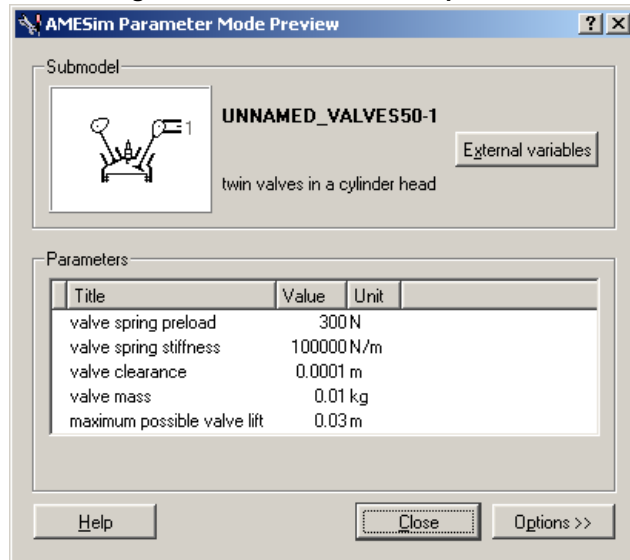 AMESim Parameter Mode Preview
Submodel
1
UNNAMED_VALVES50-1
External variables
twin valves in a cylinder head
Parameters
Title Value Unit
valve spring preload 300 N
valve spring stiffness 100000 N/m
valve clearance 0.0001 m
valve mass 0.01 kg
maximum possible valve lift 0.03 m
Help Close Options >>